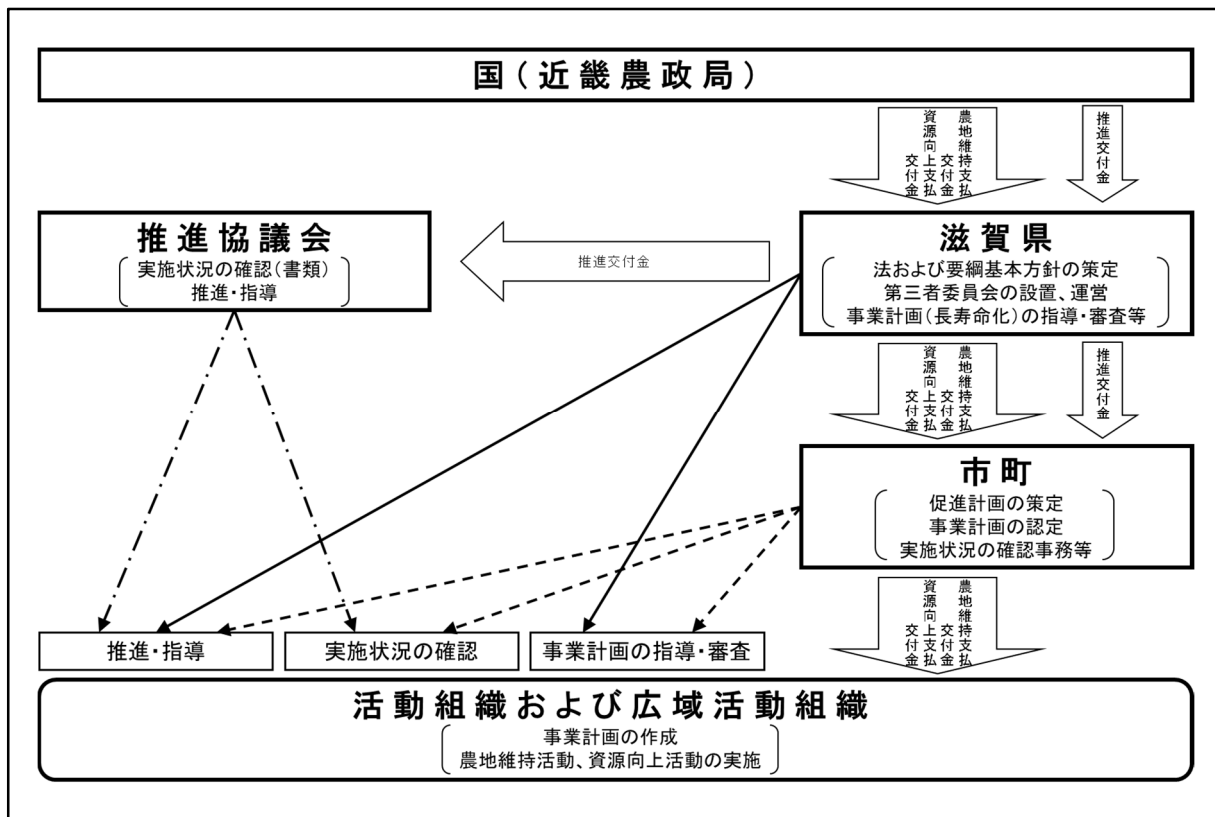 国(近畿農政局)
農地維持支払交付金
資源向上支払交付金
推進交付金
推進協議会
実施状況の確認(書類)
推進・指導
推進交付金
滋賀県
法および要綱基本方針の策定
第三者委員会の設置、運営
事業計画(長寿命化)の指導・審査等
農地維持支払交付金
資源向上支払交付金
推進交付金
市町
促進計画の策定
事業計画の認定
実施状況の確認事務等
農地維持支払交付金
資源向上支払交付金
推進・指導
実施状況の確認
事業計画の指導・審査
活動組織および広域活動組織
事業計画の作成
農地維持活動、資源向上活動の実施